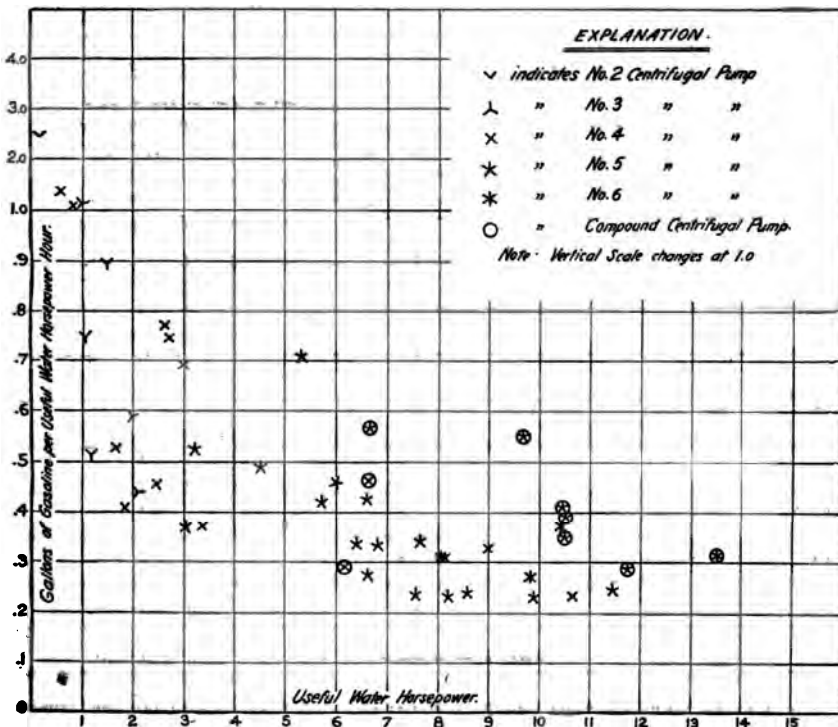 EXPLANATION.
indicates No. 2 Centrifugal Pump
" No. 3 " "
" No. 4 " "
" No. 5 " "
" No. 6 " "
" Compound Centrifugal Pump.
Note - Vertical Scale changes at 1.0
4.0
3.0
2.0
1.0
.9
.8
.7
.6
.5
.4
.3
.2
.1
0
Gallons of Gasoline per Useful Water Horsepower Hour.
Useful Water Horsepower.
1 2 3 4 5 6 7 8 9 10 11 12 13 14 15